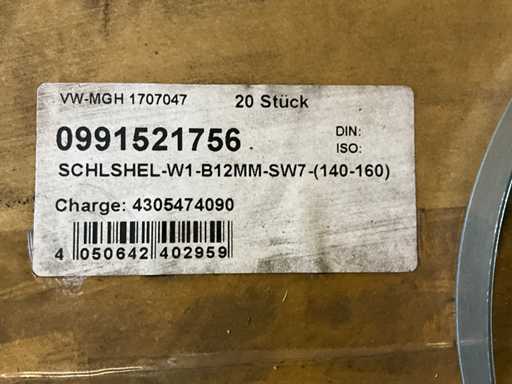 VW-MGH 1707047 20 Stück
0991521756 DIN:
ISO:
SCHLSHEL-W1-B12MM-SW7-(140-160)
Charge: 4305474090
4 050642 402959